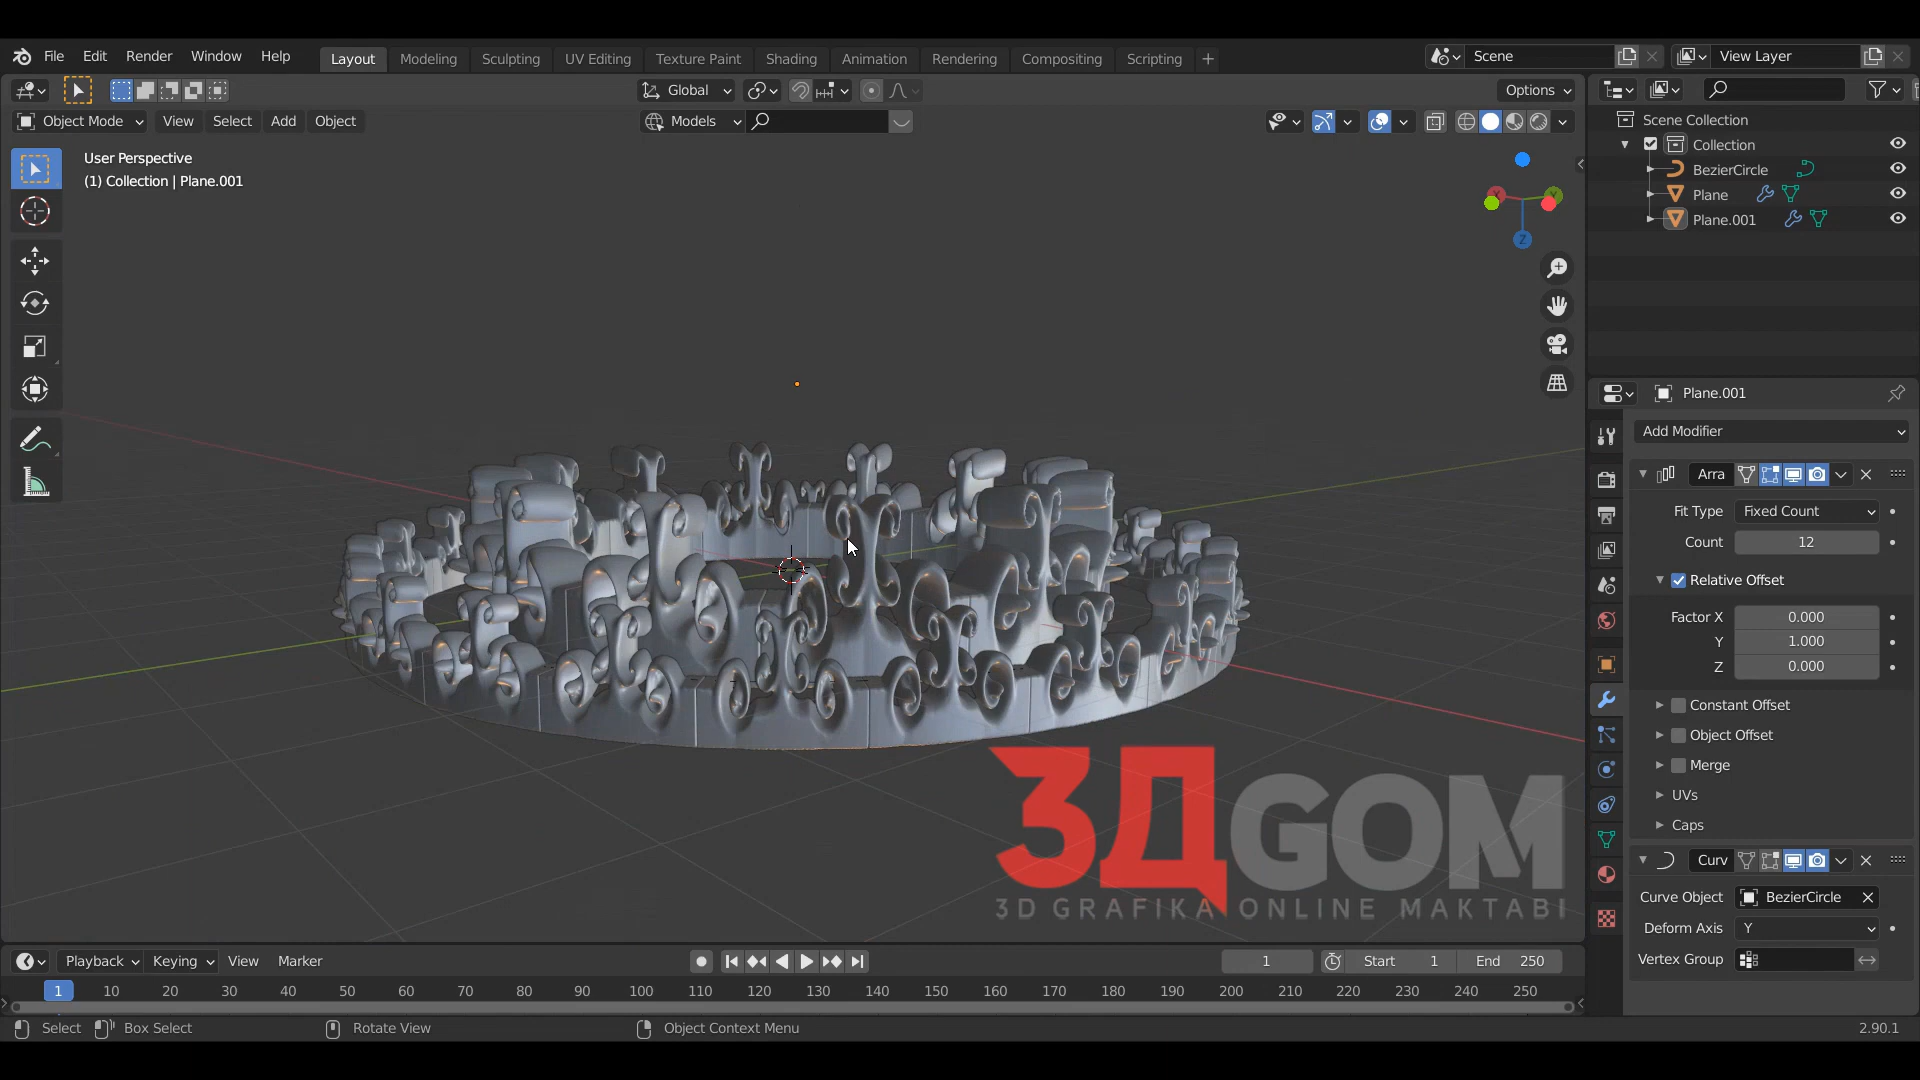 File Edit Render Window Help
Layout Modeling Sculpting UV Editing Texture Paint Shading Animation Rendering Compositing Scripting +
Scene
View Layer
Global
Options
Object Mode View Select Add Object
Models
User Perspective
(1) Collection | Plane.001
Z
Scene Collection
Collection
BezierCircle
Plane
Plane.001
Plane.001
Add Modifier
Arra
Fit Type Fixed Count
Count 12
Relative Offset
Factor X 0.000
Y 1.000
Z 0.000
Constant Offset
Object Offset
Merge
UVs
Caps
Curv
Curve Object BezierCircle
Deform Axis Y
Vertex Group
3ДGOM
3D GRAFIKA ONLINE MAKTABI
Playback Keying View Marker
1
Start 1
End 250
1 10 20 30 40 50 60 70 80 90 100 110 120 130 140 150 160 170 180 190 200 210 220 230 240 250
Select Box Select Rotate View Object Context Menu
2.90.1